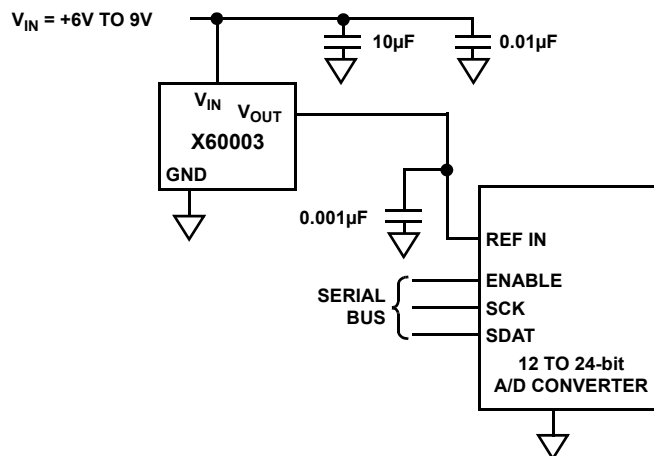 V_IN = +6V TO 9V
10µF
0.01µF
V_IN
V_OUT
X60003
GND
0.001µF
REF IN
ENABLE
SERIAL BUS
SCK
SDAT
12 TO 24-bit
A/D CONVERTER